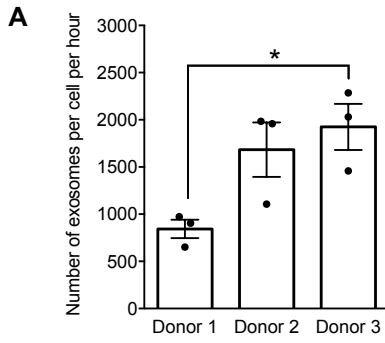 A
Number of exosomes per cell per hour
3000
2500
2000
1500
1000
500
0
*
Donor 1 Donor 2 Donor 3